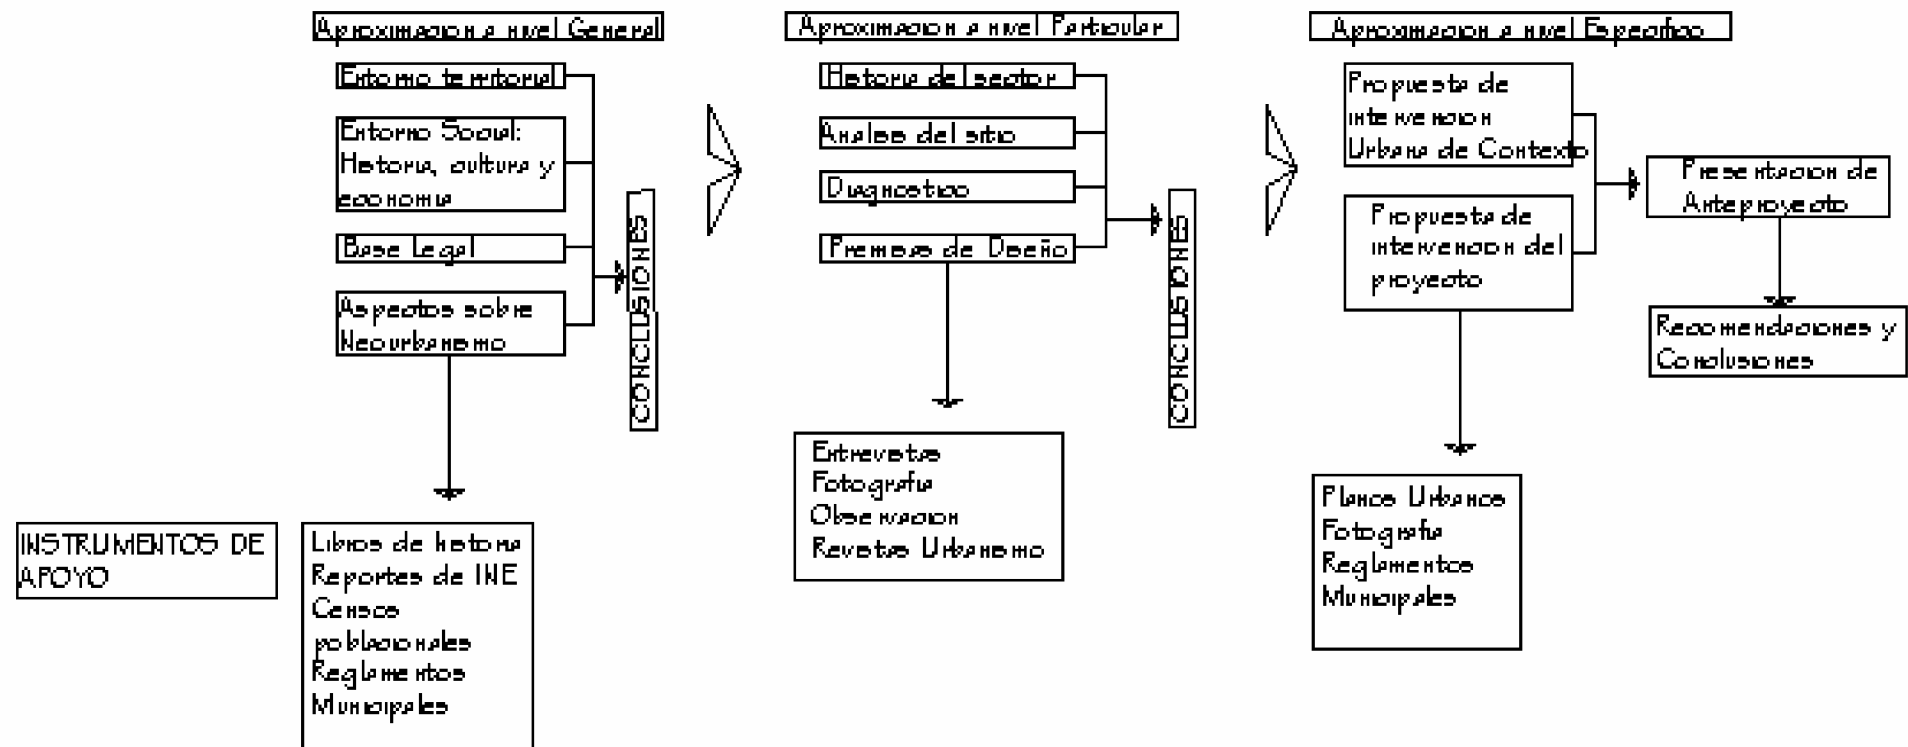 Aproximacion a nivel General
Entorno territorial
Entorno Social:
Historia, cultura y
economia
Base Legal
Aspectos sobre
Neourbanismo
CONCLUSIONES
Aproximacion a nivel Particular
Historia del sector
Analisis del sitio
Diagnostico
Premisas de Diseño
CONCLUSIONES
Aproximacion a nivel Especifico
Propuesta de
intervencion
Urbana de Contexto
Propuesta de
intervencion del
proyecto
Presentacion de
Anteproyecto
Recomendaciones y
Conclusiones
INSTRUMENTOS DE
APOYO
Libros de historia
Reportes de INE
Censos
poblacionales
Reglamentos
Municipales
Entrevistas
Fotografia
Observacion
Revistas Urbanismo
Planos Urbanos
Fotografia
Reglamentos
Municipales